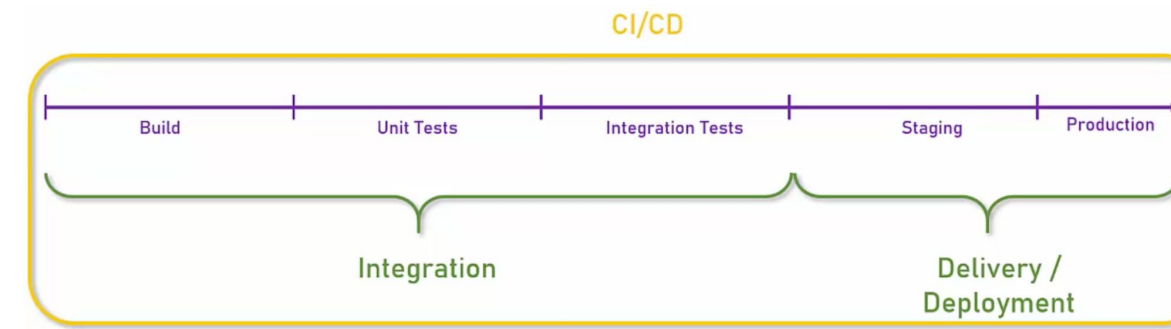 CI/CD
Build
Unit Tests
Integration Tests
Staging
Production
Integration
Delivery /
Deployment